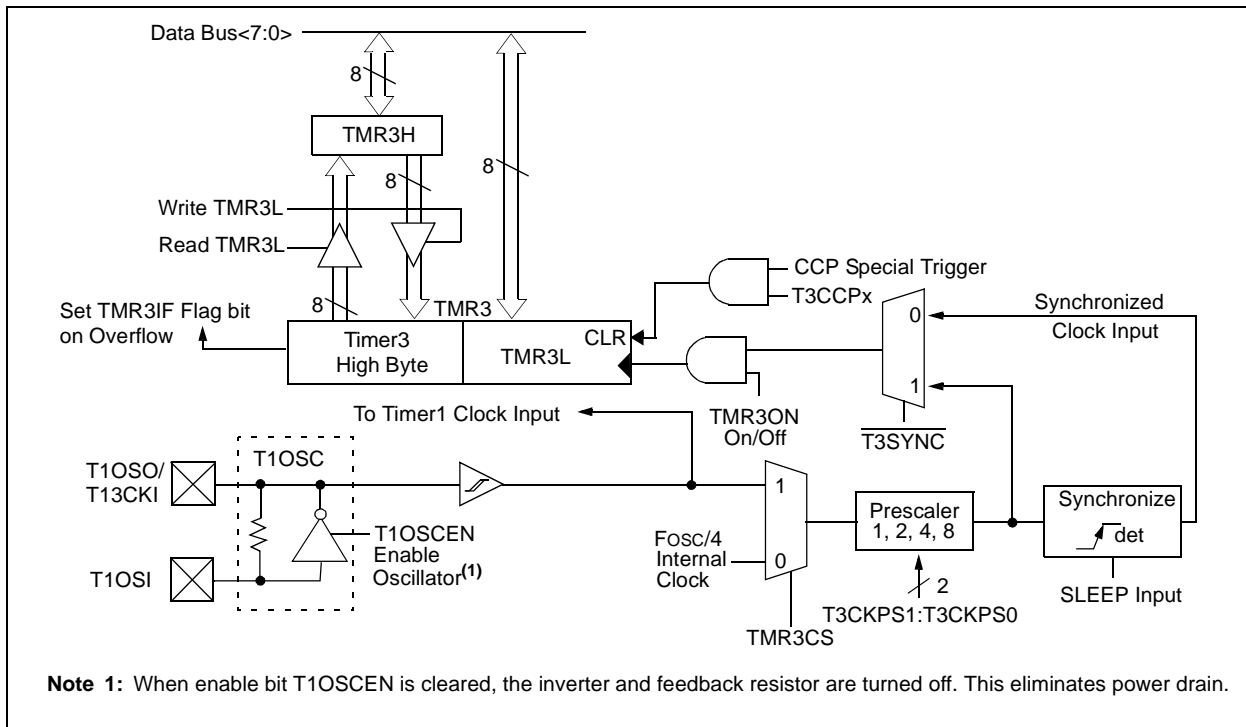 Data Bus<7:0>
8
TMR3H
8
8
Write TMR3L
Read TMR3L
CCP Special Trigger
T3CCPx
8
TMR3
Set TMR3IF Flag bit
on Overflow
Timer3
High Byte
TMR3L
CLR
0
1
Synchronized
Clock Input
TMR3ON
On/Off
T3SYNC
To Timer1 Clock Input
T1OSC
T1OSO/
T13CKI
T1OSCEN
Enable
Oscillator(1)
T1OSI
1
FOSC/4
Internal
Clock
0
Prescaler
1, 2, 4, 8
Synchronize
det
2
SLEEP Input
T3CKPS1:T3CKPS0
TMR3CS
Note 1: When enable bit T1OSCEN is cleared, the inverter and feedback resistor are turned off. This eliminates power drain.